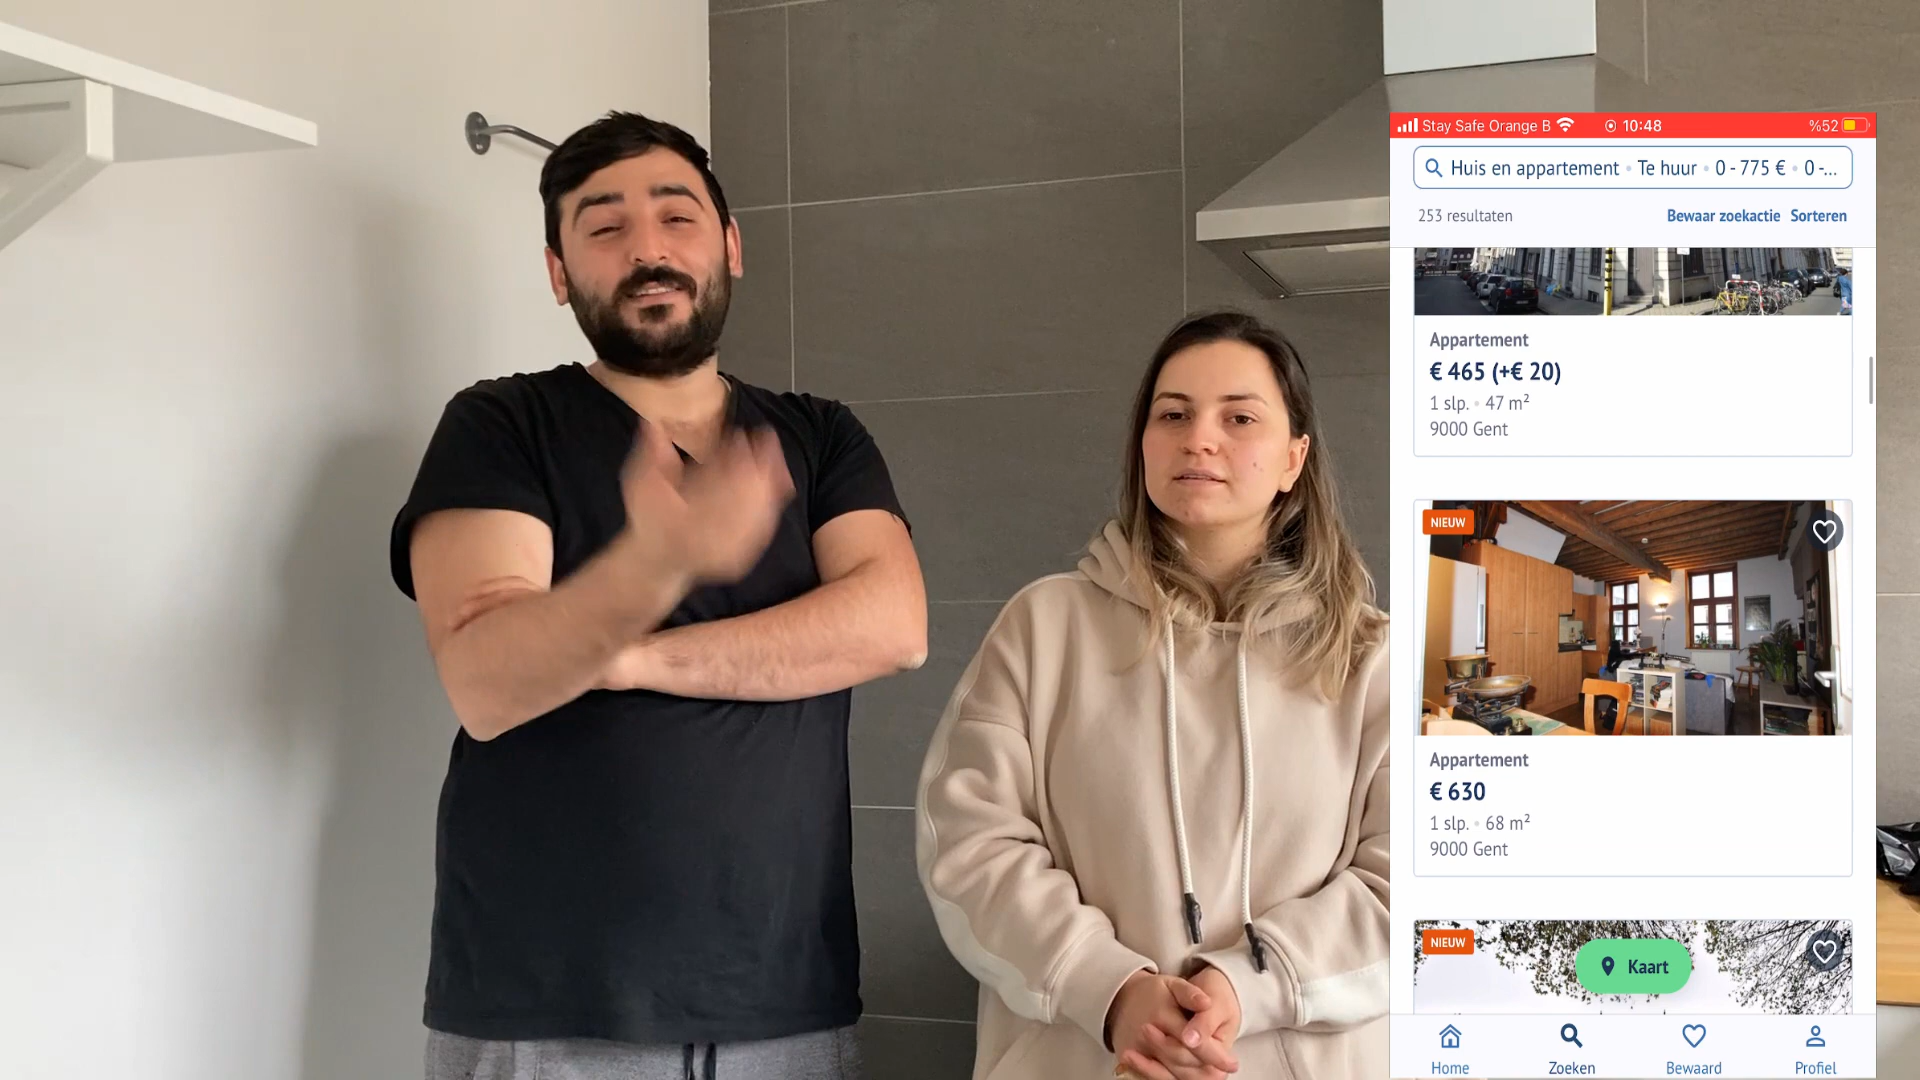 Stay Safe Orange B 10:48 %52
Huis en appartement • Te huur • 0 - 775 € • 0 -...
253 resultaten Bewaar zoekactie Sorteren
Appartement
€ 465 (+€ 20)
1 slp. • 47 m²
9000 Gent
NIEUW
Appartement
€ 630
1 slp. • 68 m²
9000 Gent
NIEUW
Kaart
Home Zoeken Bewaard Profiel